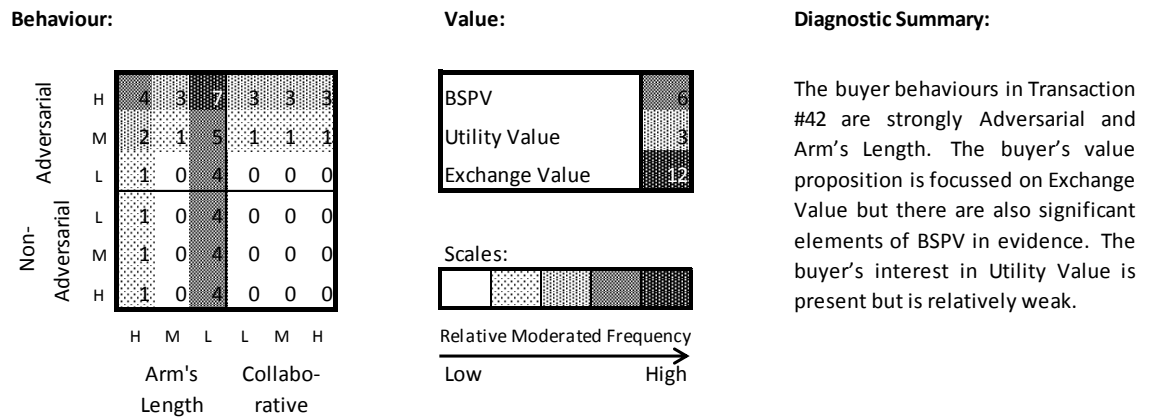 Behaviour:
Value:
Diagnostic Summary:
Adversarial
Non-
Adversarial
H 4 3 7 3 3 3
M 2 1 5 1 1 1
L 1 0 4 0 0 0
L 1 0 4 0 0 0
M 1 0 4 0 0 0
H 1 0 4 0 0 0
H M L L M H
Arm's
Length
Collabo-
rative
BSPV 6
Utility Value 3
Exchange Value 12
Scales:
Relative Moderated Frequency
Low High
The buyer behaviours in Transaction
#42 are strongly Adversarial and
Arm’s Length. The buyer’s value
proposition is focussed on Exchange
Value but there are also significant
elements of BSPV in evidence. The
buyer’s interest in Utility Value is
present but is relatively weak.